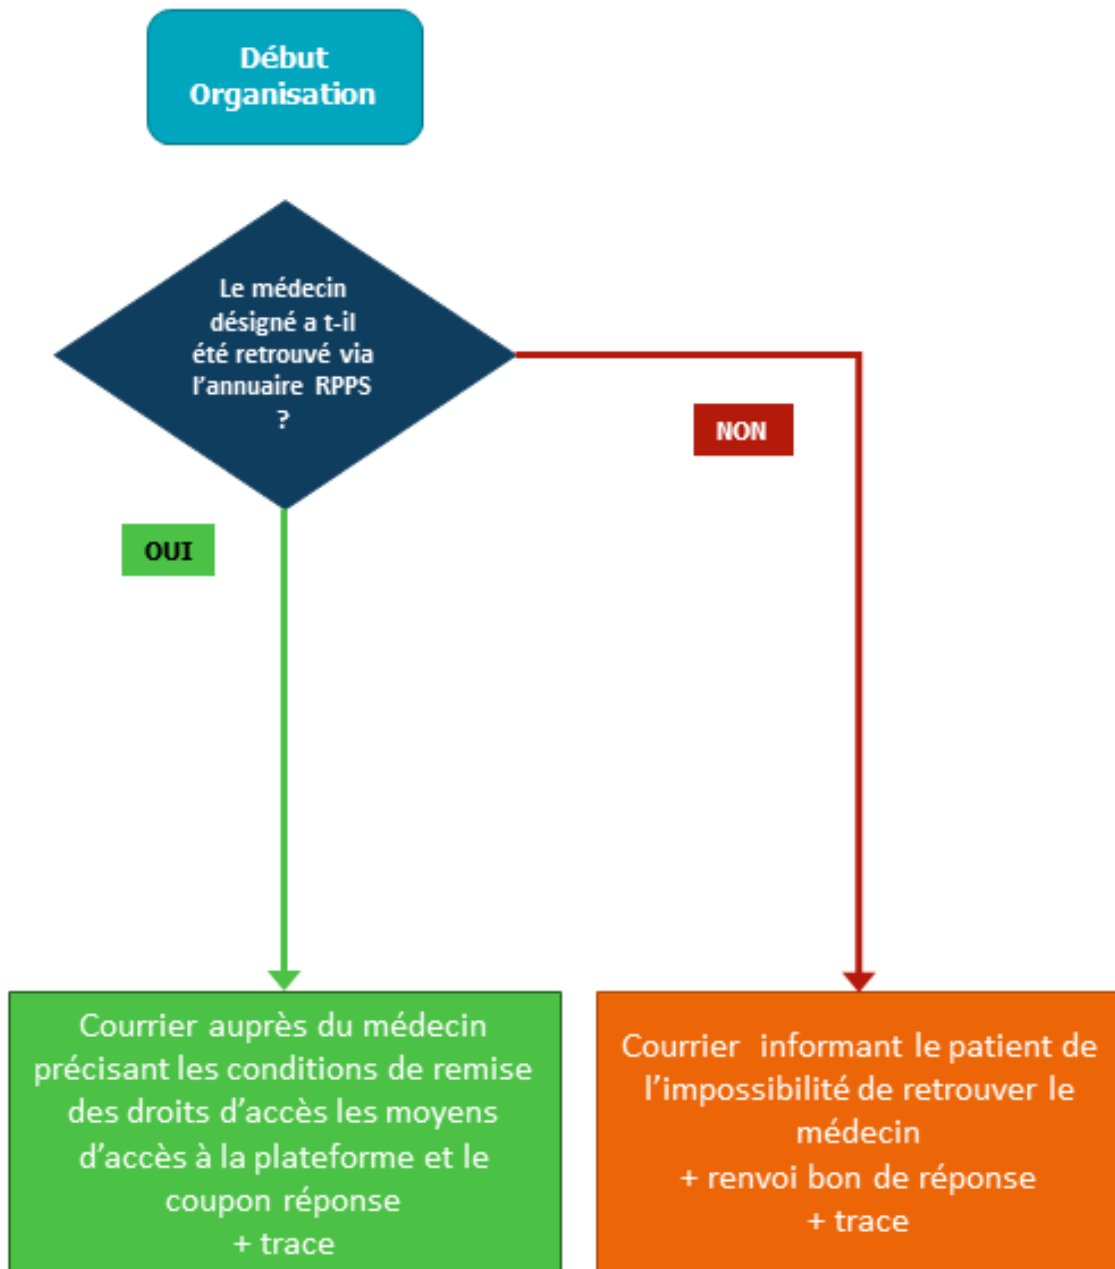 Début
Organisation
Le médecin
désigné a t-il
été retrouvé via
l'annuaire RPPS
?
NON
OUI
Courrier auprès du médecin
précisant les conditions de remise
des droits d'accès les moyens
d'accès à la plateforme et le
coupon réponse
+ trace
Courrier informant le patient de
l'impossibilité de retrouver le
médecin
+ renvoi bon de réponse
+ trace